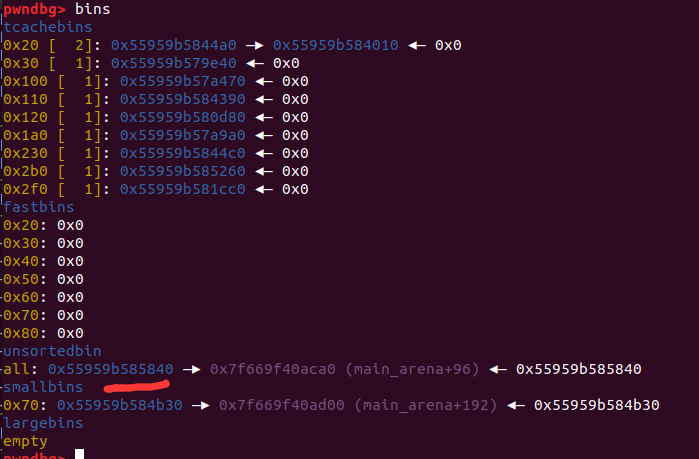 pwndbg> bins
tcachebins
0x20 [  2]: 0x55959b5844a0 —▸ 0x55959b584010 ◂— 0x0
0x30 [  1]: 0x55959b579e40 ◂— 0x0
0x100 [  1]: 0x55959b57a470 ◂— 0x0
0x110 [  1]: 0x55959b584390 ◂— 0x0
0x120 [  1]: 0x55959b580d80 ◂— 0x0
0x1a0 [  1]: 0x55959b57a9a0 ◂— 0x0
0x230 [  1]: 0x55959b5844c0 ◂— 0x0
0x2b0 [  1]: 0x55959b585260 ◂— 0x0
0x2f0 [  1]: 0x55959b581cc0 ◂— 0x0
fastbins
0x20: 0x0
0x30: 0x0
0x40: 0x0
0x50: 0x0
0x60: 0x0
0x70: 0x0
0x80: 0x0
unsortedbin
all: 0x55959b585840 —▸ 0x7f669f40aca0 (main_arena+96) ◂— 0x55959b585840
smallbins
0x70: 0x55959b584b30 —▸ 0x7f669f40ad00 (main_arena+192) ◂— 0x55959b584b30
largebins
empty
pwndbg>